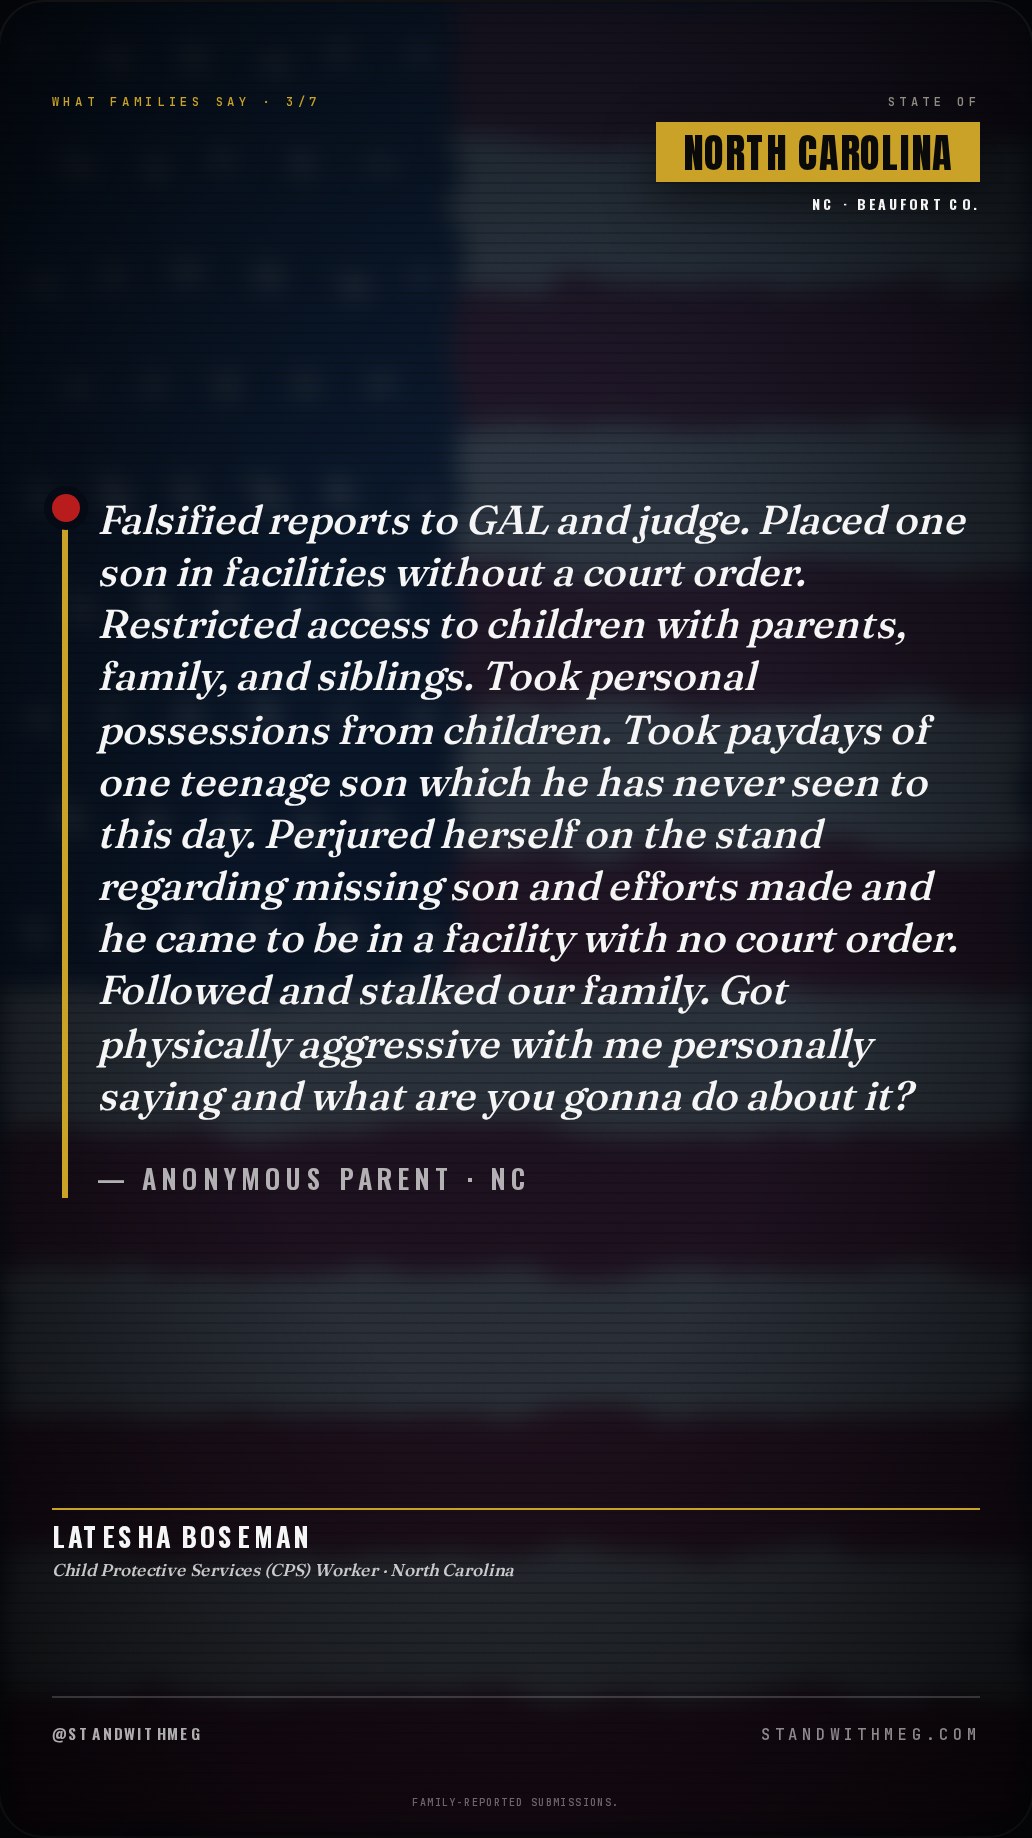 WHAT FAMILIES SAY · 3/7
STATE OF
NORTH CAROLINA
NC · BEAUFORT CO.
Falsified reports to GAL and judge. Placed one
son in facilities without a court order.
Restricted access to children with parents,
family, and siblings. Took personal
possessions from children. Took paydays of
one teenage son which he has never seen to
this day. Perjured herself on the stand
regarding missing son and efforts made and
he came to be in a facility with no court order.
Followed and stalked our family. Got
physically aggressive with me personally
saying and what are you gonna do about it?
— ANONYMOUS PARENT · NC
LATESHA BOSEMAN
Child Protective Services (CPS) Worker · North Carolina
@STANDWITHMEG
STANDWITHMEG.COM
FAMILY-REPORTED SUBMISSIONS.